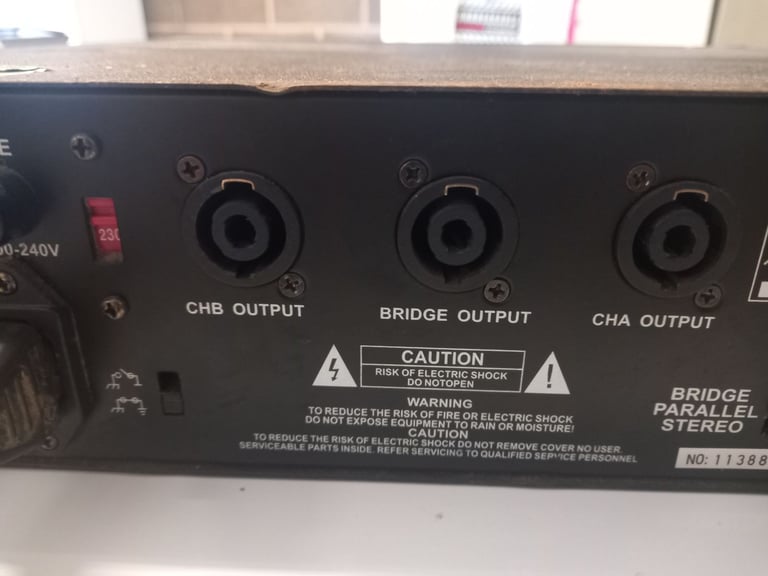 E
230
00-240V
CHB OUTPUT
BRIDGE OUTPUT
CHA OUTPUT
CAUTION
RISK OF ELECTRIC SHOCK
DO NOTOPEN
WARNING
TO REDUCE THE RISK OF FIRE OR ELECTRIC SHOCK
DO NOT EXPOSE EQUIPMENT TO RAIN OR MOISTURE!
CAUTION
TO REDUCE THE RISK OF ELECTRIC SHOCK DO NOT REMOVE COVER NO USER.
SERVICEABLE PARTS INSIDE. REFER SERVICING TO QUALIFIED SERVICE PERSONNEL
BRIDGE
PARALLEL
STEREO
NO: 11388